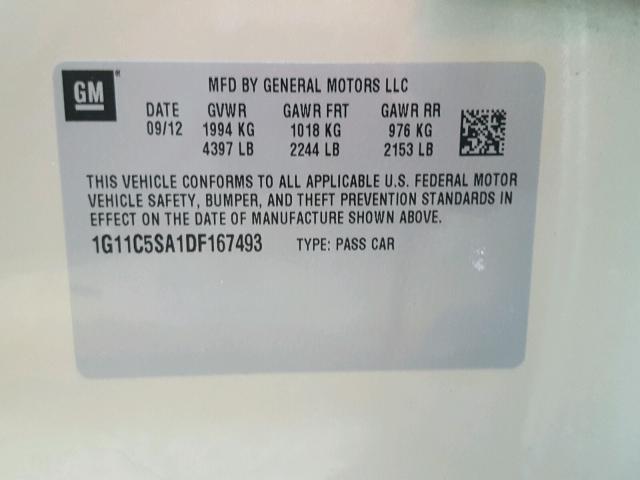 GM
MFD BY GENERAL MOTORS LLC
DATE GVWR GAWR FRT GAWR RR
09/12 1994 KG 1018 KG 976 KG
4397 LB 2244 LB 2153 LB
THIS VEHICLE CONFORMS TO ALL APPLICABLE U.S. FEDERAL MOTOR
VEHICLE SAFETY, BUMPER, AND THEFT PREVENTION STANDARDS IN
EFFECT ON THE DATE OF MANUFACTURE SHOWN ABOVE.
1G11C5SA1DF167493 TYPE: PASS CAR